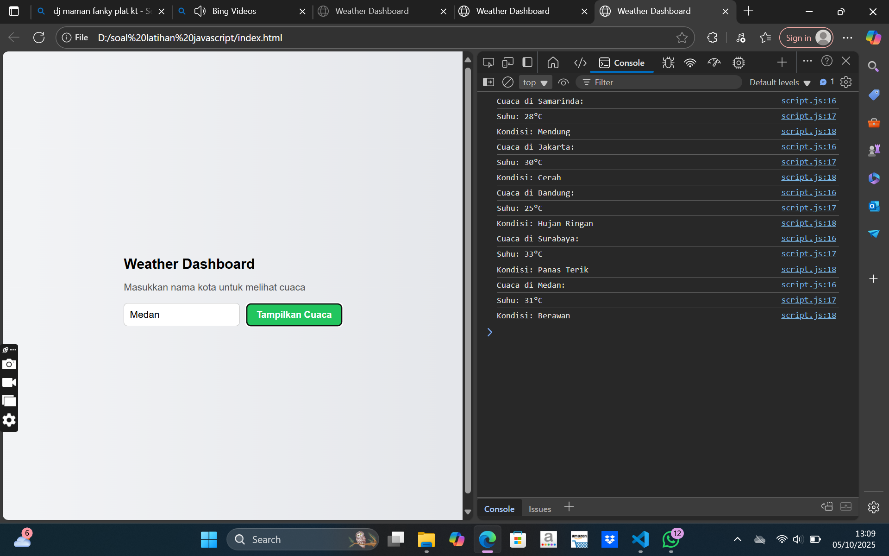 dj maman fanky plat kt - Se
Bing Videos
Weather Dashboard
Weather Dashboard
Weather Dashboard
File
D:/soal%20latihan%20javascript/index.html
Sign in
Weather Dashboard
Masukkan nama kota untuk melihat cuaca
Medan
Tampilkan Cuaca
Console
top
Filter
Default levels
1
Cuaca di Samarinda: script.js:16
Suhu: 28°C script.js:17
Kondisi: Mendung script.js:18
Cuaca di Jakarta: script.js:16
Suhu: 30°C script.js:17
Kondisi: Cerah script.js:18
Cuaca di Bandung: script.js:16
Suhu: 25°C script.js:17
Kondisi: Hujan Ringan script.js:18
Cuaca di Surabaya: script.js:16
Suhu: 33°C script.js:17
Kondisi: Panas Terik script.js:18
Cuaca di Medan: script.js:16
Suhu: 31°C script.js:17
Kondisi: Berawan script.js:18
Console
Issues
6
Search
amazon
12
13:09
05/10/2025